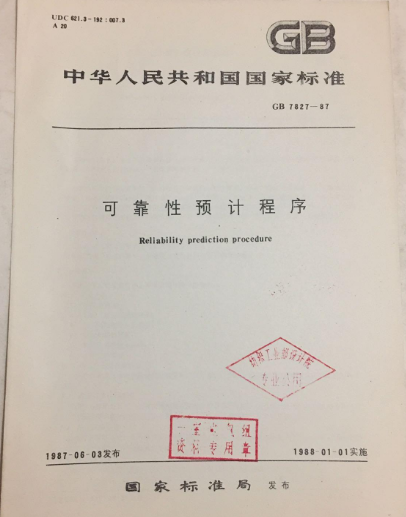 UDC 621.3-192:007.3
A 20
GB
中华人民共和国国家标准
GB 7827—87
可靠性预计程序
Reliability prediction procedure
1987-06-03发布
1988-01-01实施
国家标准局 发布